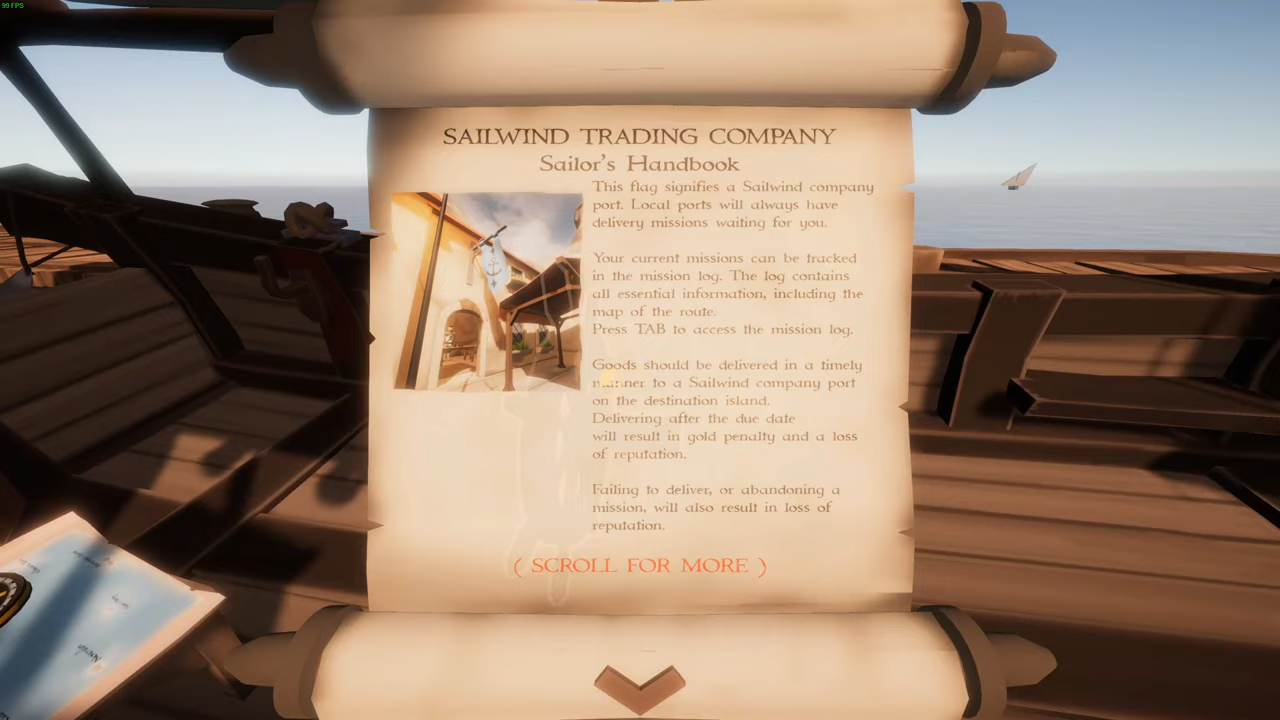 99 FPS
SAILWIND TRADING COMPANY
Sailor's Handbook
This flag signifies a Sailwind company
port. Local ports will always have
delivery missions waiting for you.
Your current missions can be tracked
in the mission log. The log contains
all essential information, including the
map of the route.
Press TAB to access the mission log.
Goods should be delivered in a timely
manner to a Sailwind company port
on the destination island.
Delivering after the due date
will result in gold penalty and a loss
of reputation.
Failing to deliver, or abandoning a
mission, will also result in loss of
reputation.
( SCROLL FOR MORE )